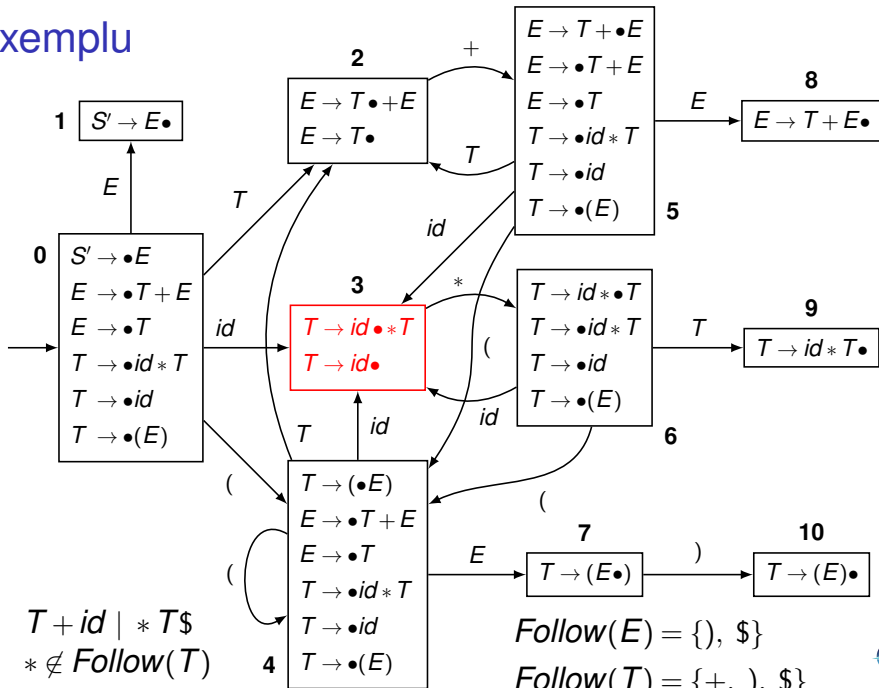 xemplu
1
S′ → E•
E
0
S′ → •E
E → •T + E
E → •T
T → •id * T
T → •id
T → •(E)
T
id
(
2
E → T• + E
E → T•
+
T
5
E → T + •E
E → •T + E
E → •T
T → •id * T
T → •id
T → •(E)
E
8
E → T + E•
id
(
3
T → id• * T
T → id•
*
id
6
T → id * •T
T → •id * T
T → •id
T → •(E)
T
9
T → id * T•
(
T
id
4
T → (•E)
E → •T + E
E → •T
T → •id * T
T → •id
T → •(E)
(
E
7
T → (E•)
)
10
T → (E)•
T + id | * T$
* ∉ Follow(T)
Follow(E) = {), $}
Follow(T) = {+, ), $}